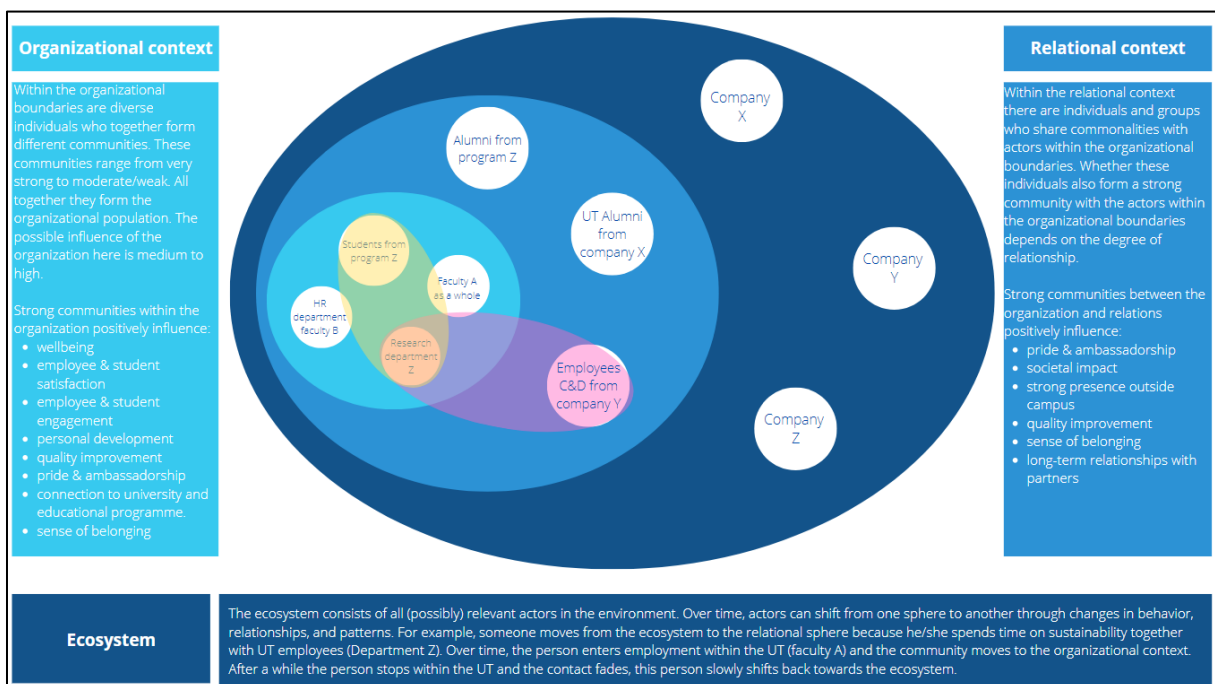 Organizational context
Within the organizational
boundaries are diverse
individuals who together form
different communities. These
communities range from very
strong to moderate/weak. All
together they form the
organizational population. The
possible influence of the
organization here is medium to
high.
Strong communities within the
organization positively influence:
• wellbeing
• employee & student
satisfaction
• employee & student
engagement
• personal development
• quality improvement
• pride & ambassadorship
• connection to university and
educational programme.
• sense of belonging
Company
X
Alumni from
program Z
UT Alumni
from
company X
Company
Y
Students from
program Z
Faculty A
as a whole
HR
department
faculty B
Research
department
Z
Employees
C&D from
company Y
Company
Z
Relational context
Within the relational context
there are individuals and groups
who share commonalities with
actors within the organizational
boundaries. Whether these
individuals also form a strong
community with the actors within
the organizational boundaries
depends on the degree of
relationship.
Strong communities between the
organization and relations
positively influence:
• pride & ambassadorship
• societal impact
• strong presence outside
campus
• quality improvement
• sense of belonging
• long-term relationships with
partners
Ecosystem
The ecosystem consists of all (possibly) relevant actors in the environment. Over time, actors can shift from one sphere to another through changes in behavior,
relationships, and patterns. For example, someone moves from the ecosystem to the relational sphere because he/she spends time on sustainability together
with UT employees (Department Z). Over time, the person enters employment within the UT (faculty A) and the community moves to the organizational context.
After a while the person stops within the UT and the contact fades, this person slowly shifts back towards the ecosystem.